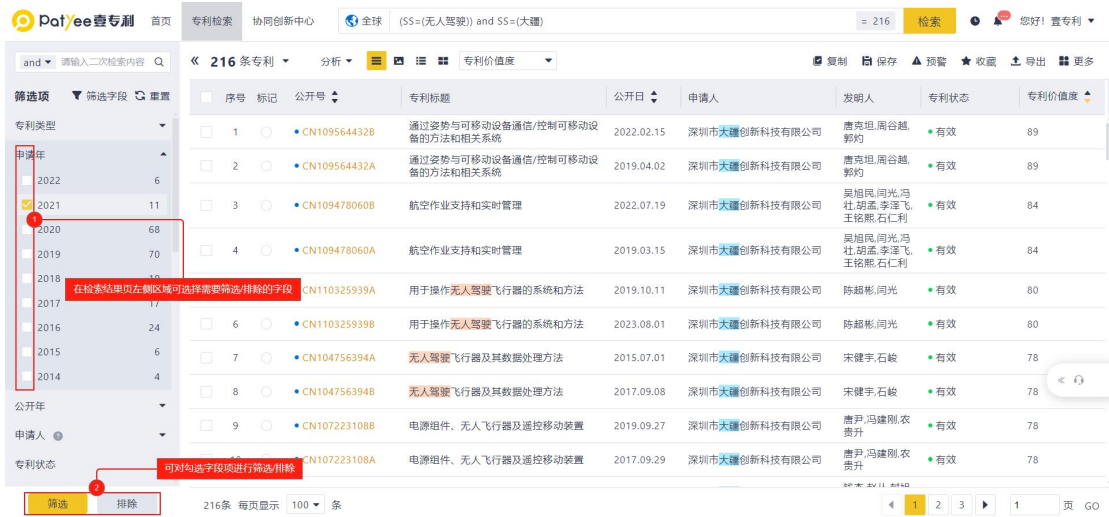 Patyee壹专利 首页 专利检索 协同创新中心 全球 (SS=(无人驾驶)) and SS=(大疆) = 216 检索 您好！壹专利
and 请输入二次检索内容 216 条专利 分析 专利价值度 复制 保存 预警 收藏 导出 更多
筛选项 筛选字段 重置
专利类型
申请年
2022 6
2021 11
1
2020 68
2019 70
2018
2017 17
2016 24
2015 6
2014 4
公开年
申请人
专利状态
筛选 排除
2
在检索结果页左侧区域可选择需要筛选/排除的字段
可对勾选字段项进行筛选/排除
序号 标记 公开号 专利标题 公开日 申请人 发明人 专利状态 专利价值度
1 CN109564432B 通过姿势与可移动设备通信/控制可移动设 2022.02.15 深圳市大疆创新科技有限公司 唐克坦,周谷越, 有效 89
备的方法和相关系统 郭灼
2 CN109564432A 通过姿势与可移动设备通信/控制可移动设 2019.04.02 深圳市大疆创新科技有限公司 唐克坦,周谷越, 有效 89
备的方法和相关系统 郭灼
3 CN109478060B 航空作业支持和实时管理 2022.07.19 深圳市大疆创新科技有限公司 吴旭民,闫光,冯 有效 84
壮,胡孟,李泽飞,
王铭熙,石仁利
4 CN109478060A 航空作业支持和实时管理 2019.03.15 深圳市大疆创新科技有限公司 吴旭民,闫光,冯 有效 84
壮,胡孟,李泽飞,
王铭熙,石仁利
CN110325939A 用于操作无人驾驶飞行器的系统和方法 2019.10.11 深圳市大疆创新科技有限公司 陈超彬,闫光 有效 80
6 CN110325939B 用于操作无人驾驶飞行器的系统和方法 2023.08.01 深圳市大疆创新科技有限公司 陈超彬,闫光 有效 80
7 CN104756394A 无人驾驶飞行器及其数据处理方法 2015.07.01 深圳市大疆创新科技有限公司 宋健宇,石峻 有效 78
8 CN104756394B 无人驾驶飞行器及其数据处理方法 2017.09.08 深圳市大疆创新科技有限公司 宋健宇,石峻 有效 78
9 CN107223108B 电源组件、无人飞行器及遥控移动装置 2019.09.27 深圳市大疆创新科技有限公司 唐尹,冯建刚,农 有效 78
贵升
CN107223108A 电源组件、无人飞行器及遥控移动装置 2017.09.29 深圳市大疆创新科技有限公司 唐尹,冯建刚,农 有效 78
贵升
216条 每页显示 100 条 1 2 3 1 页 GO